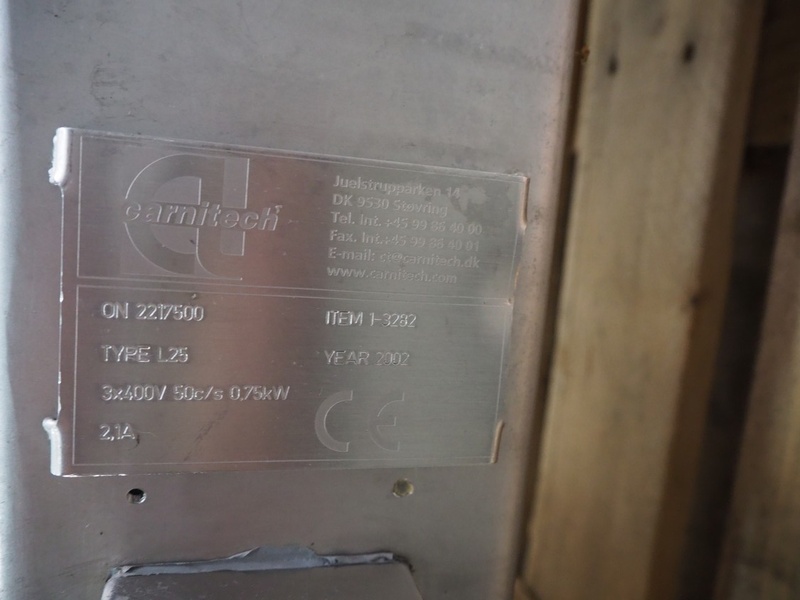 carnitech
Juelstrupparken 14
DK 9530 Støvring
Tel. Int. +45 99 86 40 00
Fax. Int.+45 99 86 40 01
E-mail: ct@carnitech.dk
www.carnitech.com
ON 2217500
ITEM 1-3282
TYPE L25
YEAR 2002
3x400V 50c/s 0,75kW
2,1A
CE